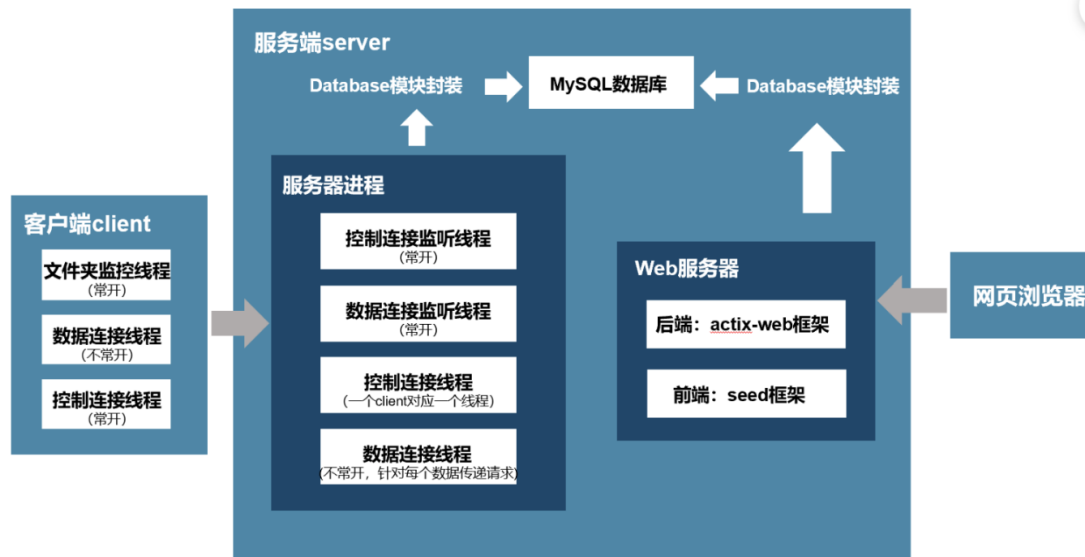 服务端server
Database模块封装
MySQL数据库
Database模块封装
服务器进程
控制连接监听线程
(常开)
数据连接监听线程
(常开)
控制连接线程
(一个client对应一个线程)
数据连接线程
(不常开，针对每个数据传递请求)
客户端client
文件夹监控线程
(常开)
数据连接线程
(不常开)
控制连接线程
(常开)
Web服务器
后端：actix-web框架
前端：seed框架
网页浏览器